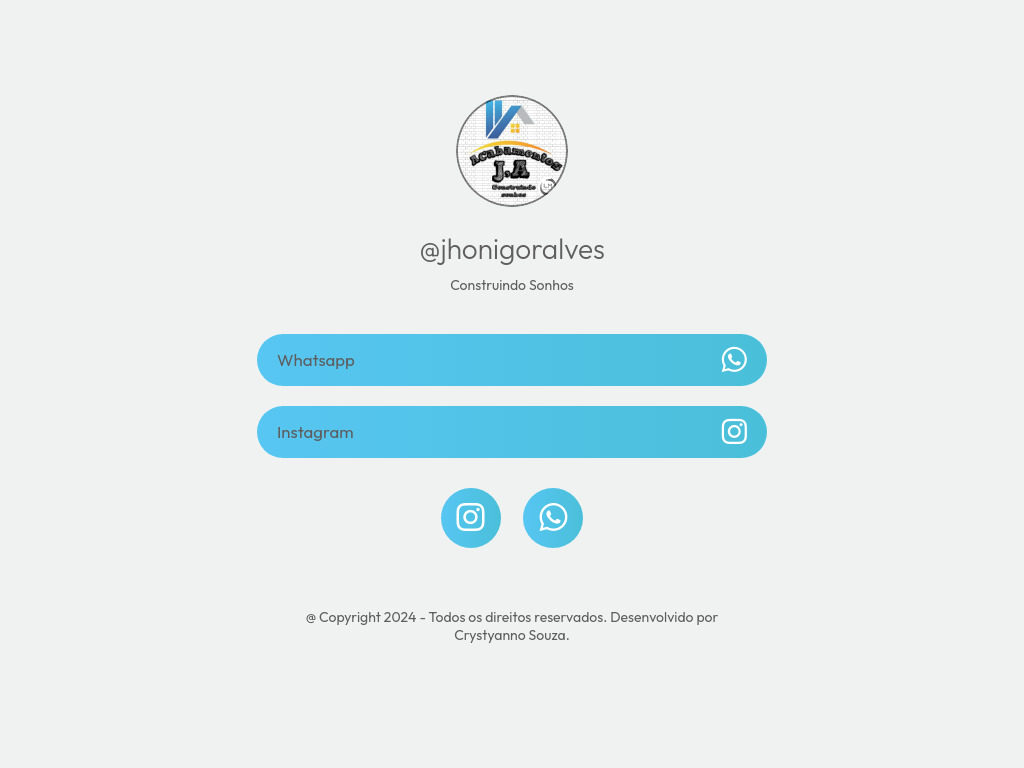 Acabamentos
J.A
Construindo
sonhos
@jhonigoralves
Construindo Sonhos
Whatsapp
Instagram
@ Copyright 2024 - Todos os direitos reservados. Desenvolvido por
Crystyanno Souza.